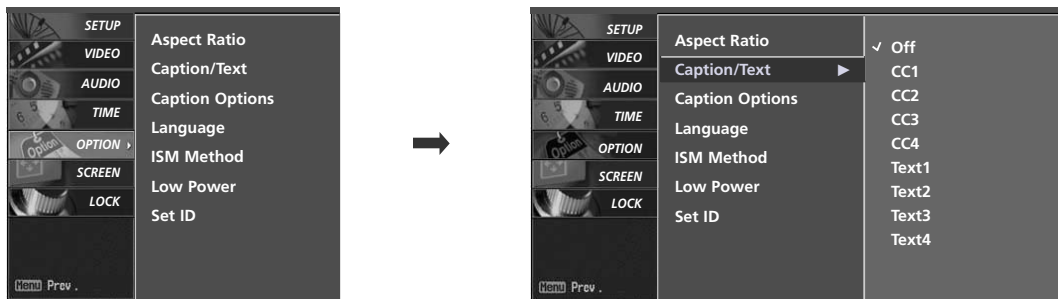 SETUP
VIDEO
AUDIO
TIME
OPTION
SCREEN
LOCK
Menu Prev .
Aspect Ratio
Caption/Text
Caption Options
Language
ISM Method
Low Power
Set ID
SETUP
VIDEO
AUDIO
TIME
OPTION
SCREEN
LOCK
Menu Prev .
Aspect Ratio
Caption/Text
Caption Options
Language
ISM Method
Low Power
Set ID
Off
CC1
CC2
CC3
CC4
Text1
Text2
Text3
Text4